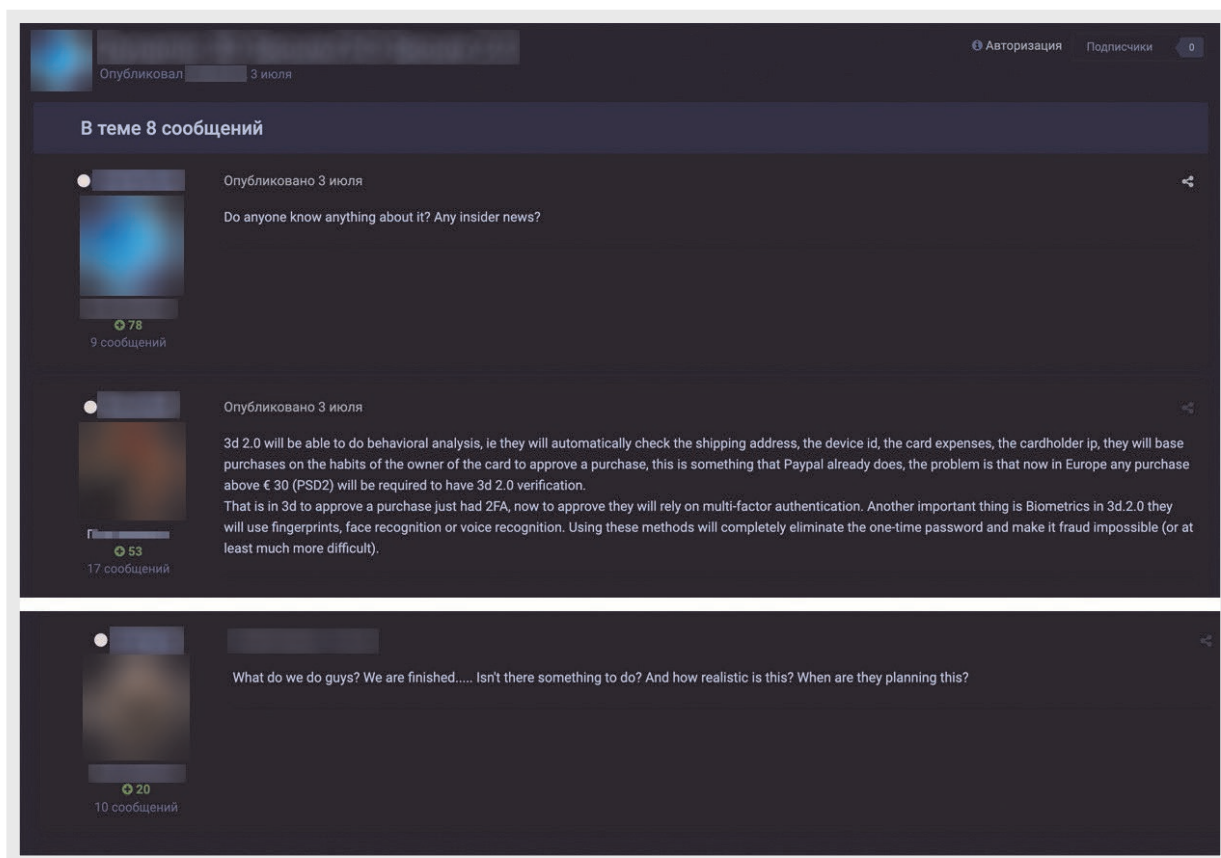 Опубликовал 3 июля
Авторизация
Подписчики 0
В теме 8 сообщений
Опубликовано 3 июля
Do anyone know anything about it? Any insider news?
78
9 сообщений
Опубликовано 3 июля
3d 2.0 will be able to do behavioral analysis, ie they will automatically check the shipping address, the device id, the card expenses, the cardholder ip, they will base
purchases on the habits of the owner of the card to approve a purchase, this is something that Paypal already does, the problem is that now in Europe any purchase
above € 30 (PSD2) will be required to have 3d 2.0 verification.
That is in 3d to approve a purchase just had 2FA, now to approve they will rely on multi-factor authentication. Another important thing is Biometrics in 3d.2.0 they
will use fingerprints, face recognition or voice recognition. Using these methods will completely eliminate the one-time password and make it fraud impossible (or at
least much more difficult).
53
17 сообщений
What do we do guys? We are finished..... Isn't there something to do? And how realistic is this? When are they planning this?
20
10 сообщений